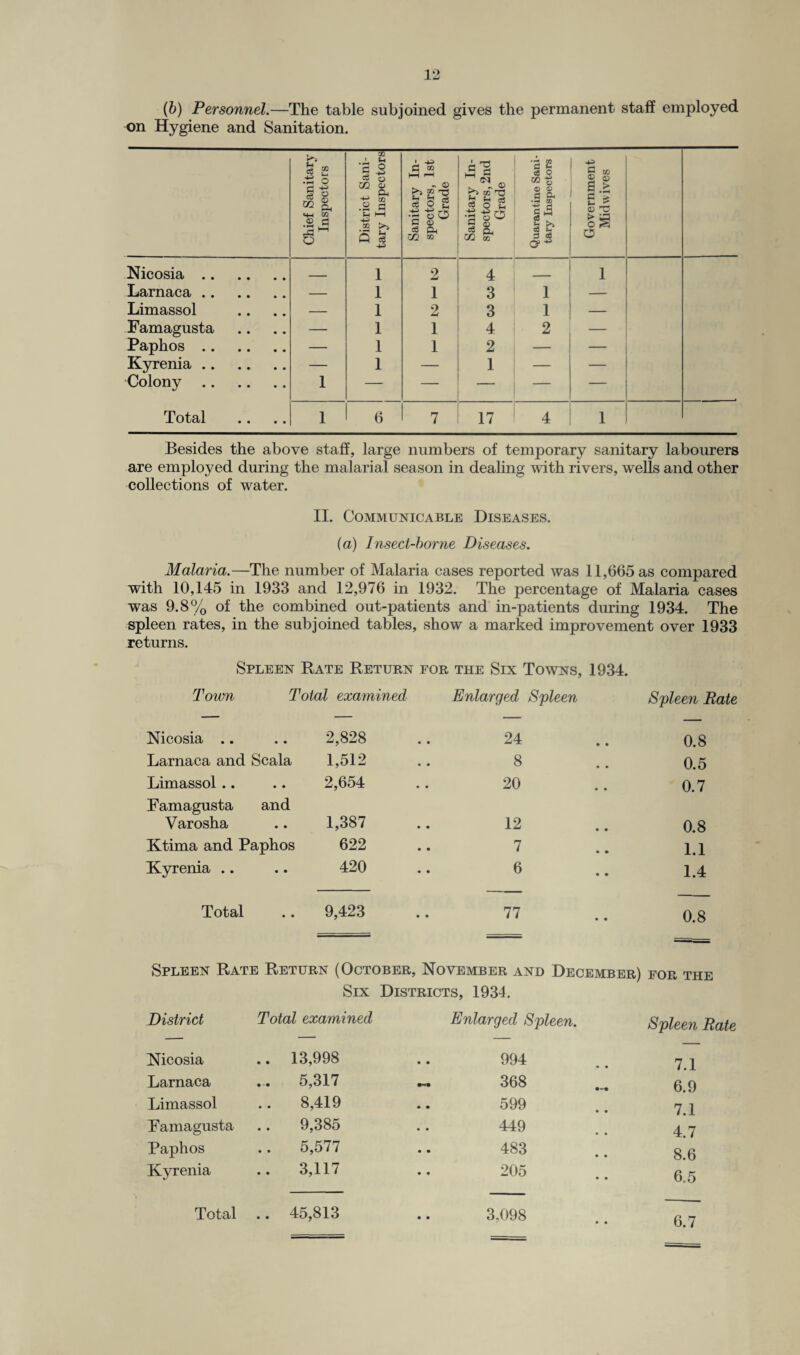 12
(b) Personnel.—The table subjoined gives the permanent staff employed
on Hygiene and Sanitation.
Chief Sanitary Inspectors | District Sani- tary Inspectors | Sanitary In- spectors, 1st Grade | Sanitary In- spectors, 2nd Grade | Quarantine Sani- tary Inspectors | Government Midwives
Nicosia .. .. .. — 1 2 4 — 1
Larnaca .. .. .. — 1 1 3 1 —
Limassol .. .. — 1 2 3 1 —
Famagusta .. .. — 1 1 4 2 —
Paphos .. .. .. — 1 1 2 — —
Kyrenia .. .. .. — 1 — 1 — —
Colony .. .. .. 1 — — — — —
Total .. .. 1 6 7 17 4 1
Besides the above staff, large numbers of temporary sanitary labourers
are employed during the malarial season in dealing with rivers, wells and other
collections of water.
II. Communicable Diseases.
(a) Insect-borne Diseases.
Malaria.—The number of Malaria cases reported was 11,665 as compared
with 10,145 in 1933 and 12,976 in 1932. The percentage of Malaria cases
was 9.8% of the combined out-patients and in-patients during 1934. The
spleen rates, in the subjoined tables, show a marked improvement over 1933
returns.
Spleen Rate Return for the Six Towns, 1934.
Town Total examined Enlarged Spleen Spleen Rate
— — — —
Nicosia .. .. 2,828 .. 24 .. 0.8
Larnaca and Scala 1,512 .. 8 .. 0.5
Limassol .. .. 2,654 .. 20 .. 0.7
Famagusta and
Varosha .. 1,387 .. 12 .. 0.8
Ktima and Paphos 622 .. 7 .. 1.1
Kyrenia .. .. 420 .. 6 .. 1.4
Total .. 9,423 .. 77 .. 0.8
Spleen Rate Return (October, November and December) for the
Six Districts, 1934.
District Total examined Enlarged Spleen. Spleen Rate
— — — —
Nicosia .. 13,998 .. 994 .. 7.1
Larnaca .. 5,317 .. 368 .. 6.9
Limassol .. 8,419 .. 599 .. 7.1
Famagusta .. 9,385 .. 449 .. 4.7
Paphos .. 5,577 .. 483 .. 8.6
Kyrenia .. 3,117 .. 205 .. 6.5
Total .. 45,813 .. 3,098 .. 6.7